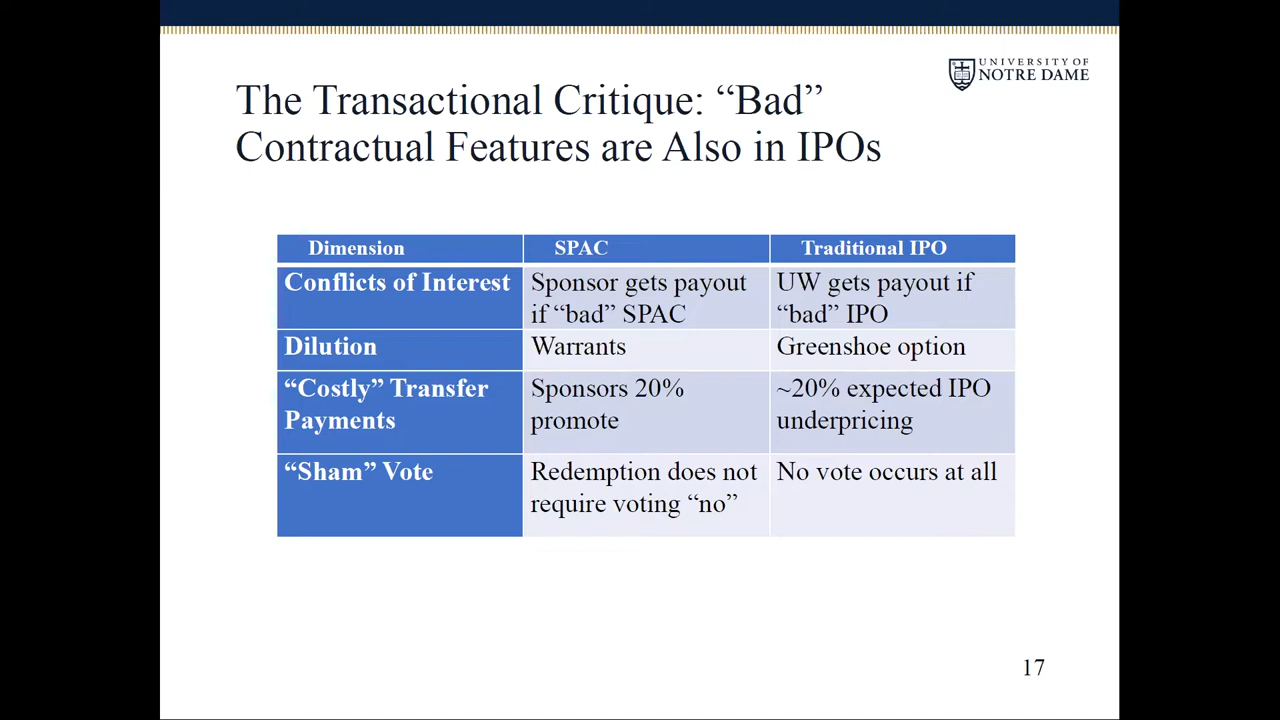 UNIVERSITY OF
NOTRE DAME
The Transactional Critique: “Bad”
Contractual Features are Also in IPOs
Dimension SPAC Traditional IPO
Conflicts of Interest Sponsor gets payout UW gets payout if
if “bad” SPAC “bad” IPO
Dilution Warrants Greenshoe option
“Costly” Transfer Sponsors 20% ~20% expected IPO
Payments promote underpricing
“Sham” Vote Redemption does not No vote occurs at all
require voting “no”
17